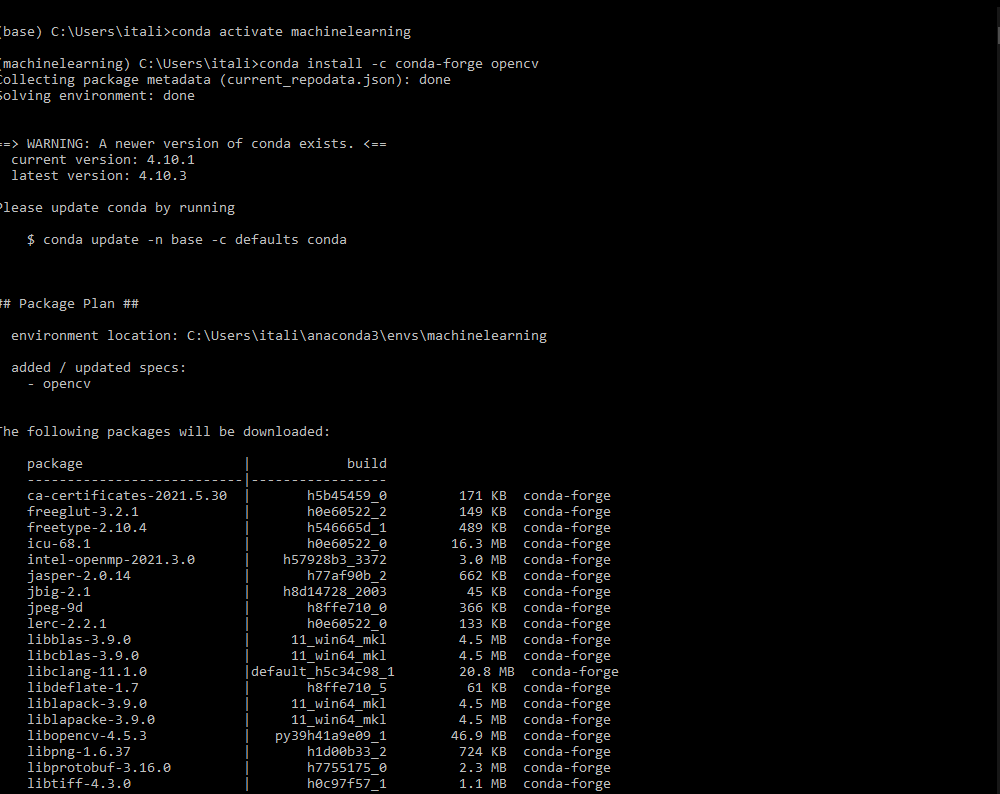 (base) C:\Users\itali>conda activate machinelearning
(machinelearning) C:\Users\itali>conda install -c conda-forge opencv
Collecting package metadata (current_repodata.json): done
Solving environment: done
==> WARNING: A newer version of conda exists. <==
current version: 4.10.1
latest version: 4.10.3
Please update conda by running
$ conda update -n base -c defaults conda
## Package Plan ##
environment location: C:\Users\itali\anaconda3\envs\machinelearning
added / updated specs:
- opencv
The following packages will be downloaded:
package | build
---------------------------|-----------------
ca-certificates-2021.5.30 | h5b45459_0 171 KB conda-forge
freeglut-3.2.1 | h0e60522_2 149 KB conda-forge
freetype-2.10.4 | h546665d_1 489 KB conda-forge
icu-68.1 | h0e60522_0 16.3 MB conda-forge
intel-openmp-2021.3.0 | h57928b3_3372 3.0 MB conda-forge
jasper-2.0.14 | h77af90b_2 662 KB conda-forge
jbig-2.1 | h8d14728_2003 45 KB conda-forge
jpeg-9d | h8ffe710_0 366 KB conda-forge
lerc-2.2.1 | h0e60522_0 133 KB conda-forge
libblas-3.9.0 | 11_win64_mkl 4.5 MB conda-forge
libcblas-3.9.0 | 11_win64_mkl 4.5 MB conda-forge
libclang-11.1.0 |default_h5c34c98_1 20.8 MB conda-forge
libdeflate-1.7 | h8ffe710_5 61 KB conda-forge
liblapack-3.9.0 | 11_win64_mkl 4.5 MB conda-forge
liblapacke-3.9.0 | 11_win64_mkl 4.5 MB conda-forge
libopencv-4.5.3 | py39h41a9e09_1 46.9 MB conda-forge
libpng-1.6.37 | h1d00b33_2 724 KB conda-forge
libprotobuf-3.16.0 | h7755175_0 2.3 MB conda-forge
libtiff-4.3.0 | h0c97f57_1 1.1 MB conda-forge